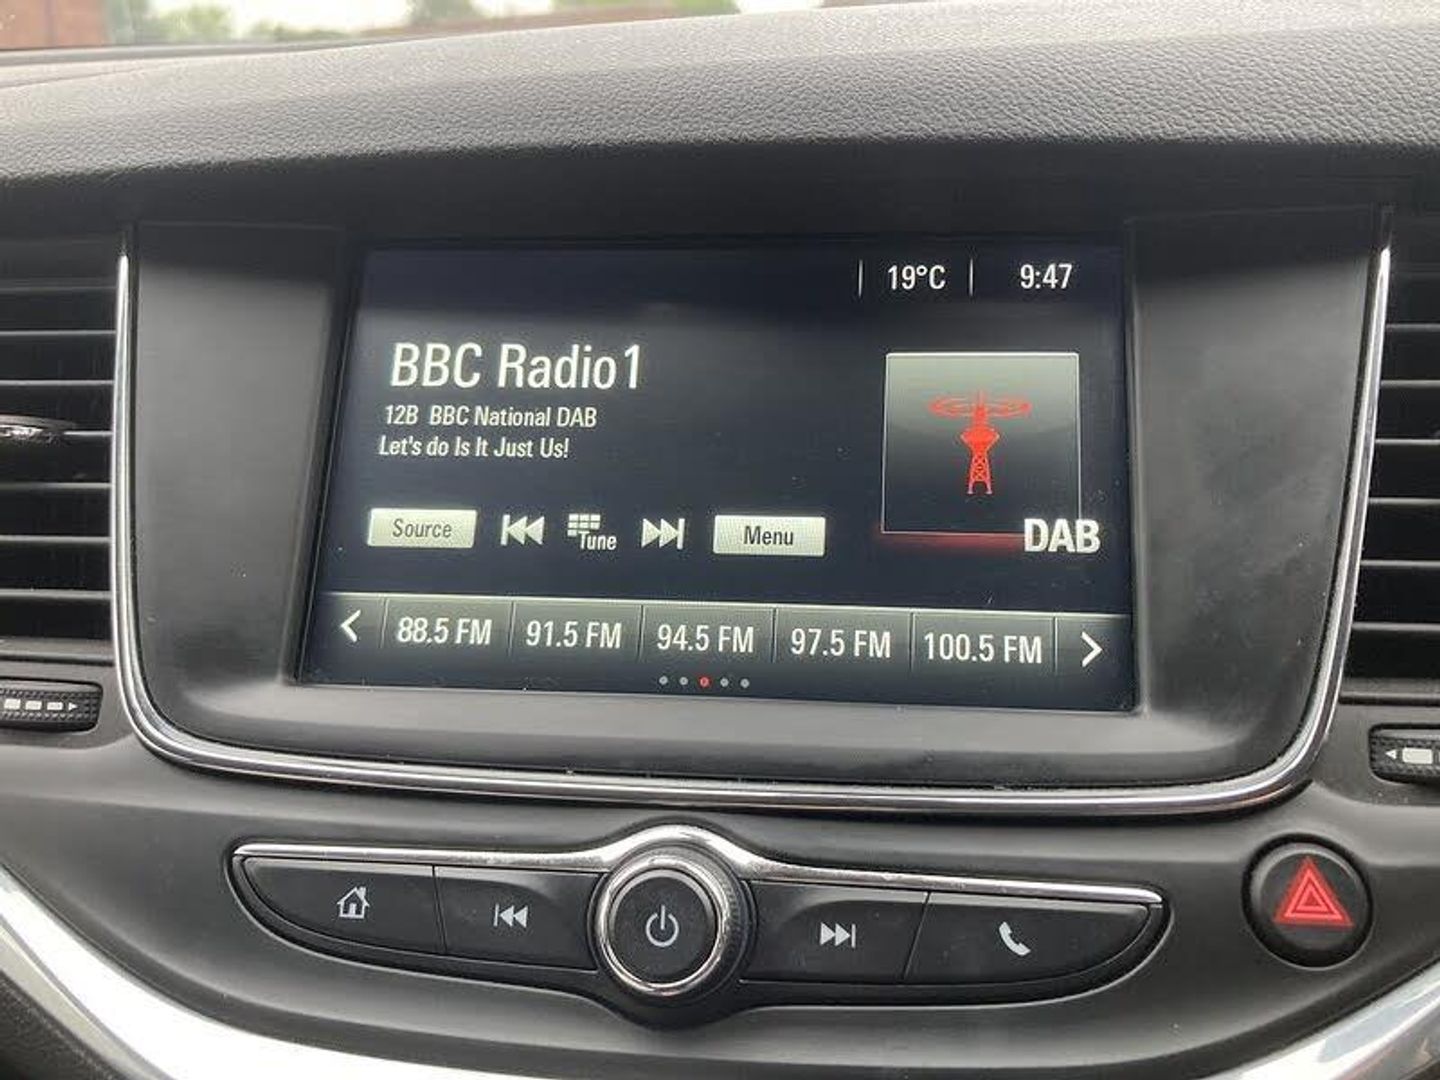 19°C 9:47
BBC Radio1
12B BBC National DAB
Let's do Is It Just Us!
Source Tune Menu
DAB
88.5 FM 91.5 FM 94.5 FM 97.5 FM 100.5 FM